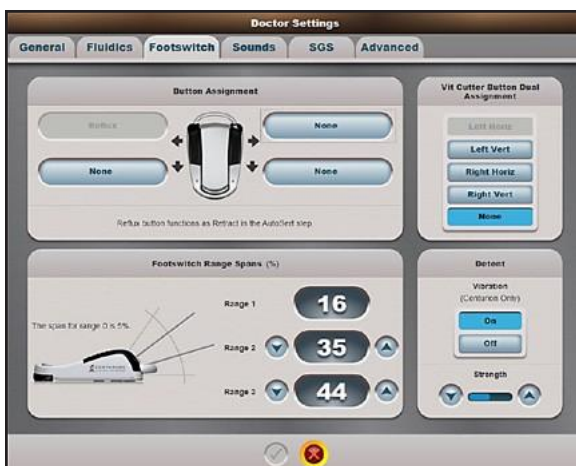 Doctor Settings
General Fluidics Footswitch Sounds SGS Advanced
Button Assignment
Reflux
None
None
None
Reflux button functions as Retract in the AutoSert step.
Vit Cutter Button Dual
Assignment
Left Horiz
Left Vert
Right Horiz
Right Vert
None
Footswitch Range Spans (%)
The span for range 0 is 5%.
CENTURION
Range 1 16
Range 2 35
Range 3 44
Detent
Vibration
(Centurion Only)
On
Off
Strength